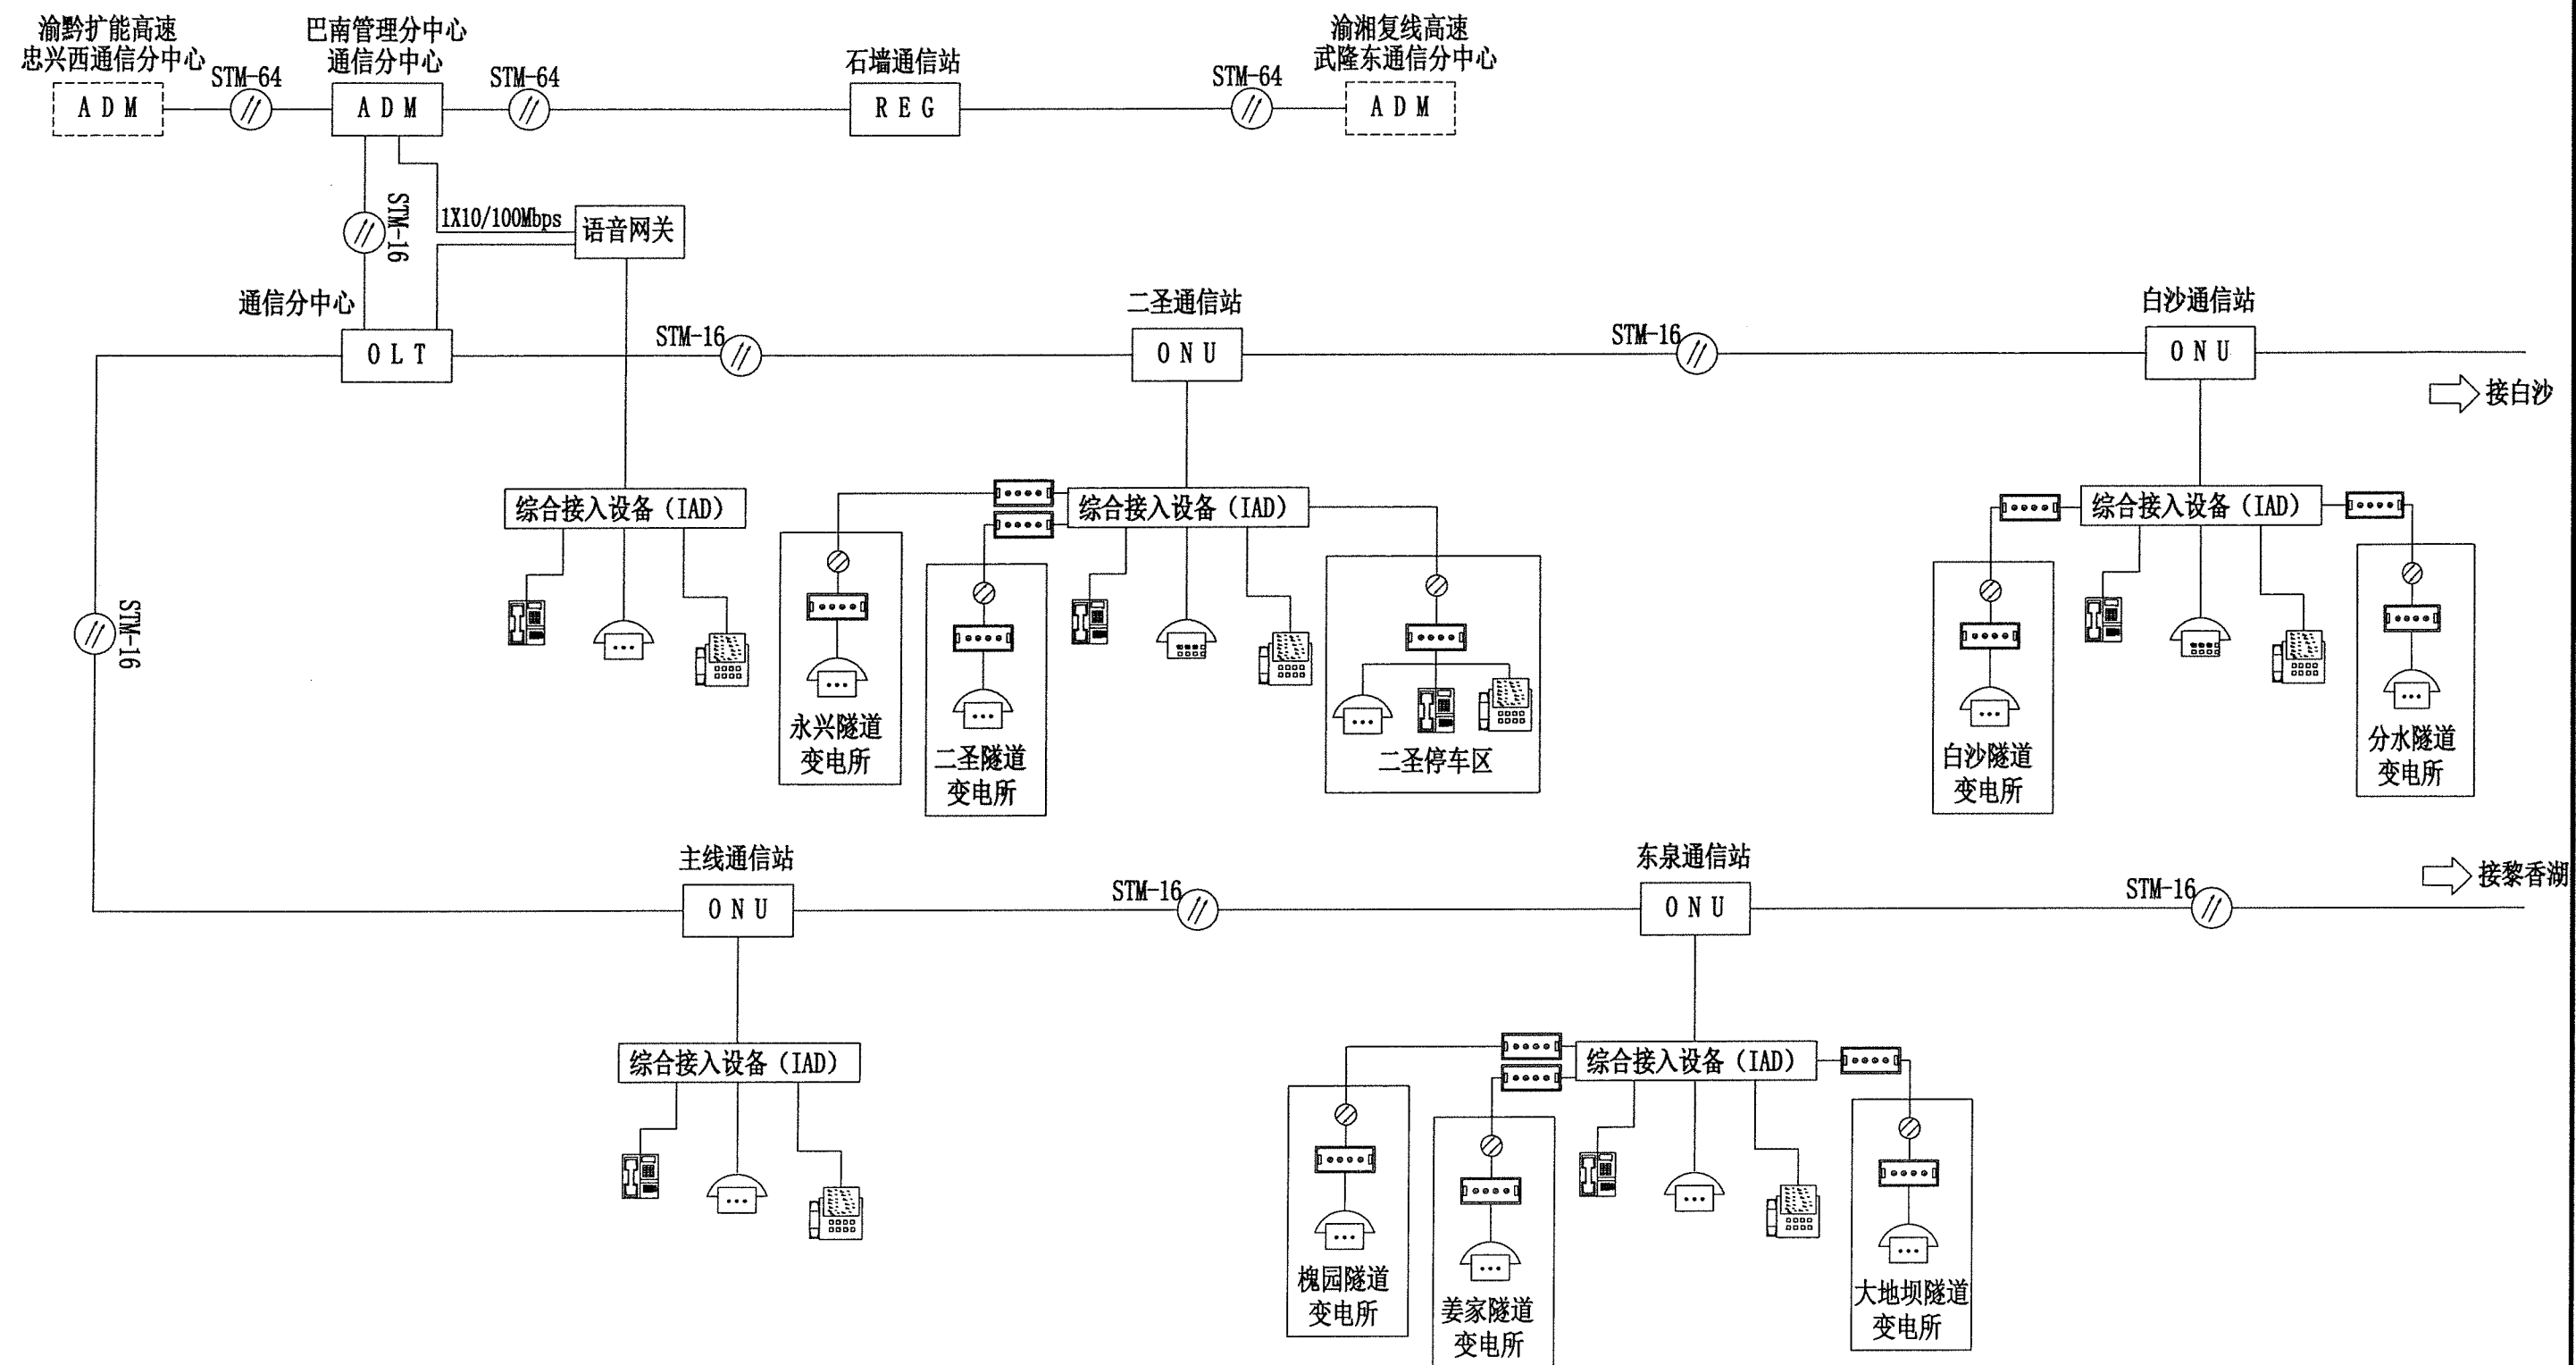 渝黔扩能高速
忠兴西通信分中心
巴南管理分中心
通信分中心
石墙通信站
渝湘复线高速
武隆东通信分中心
STM-64
STM-64
STM-64
ADM
ADM
REG
ADM
STM-16
1X10/100Mbps
语音网关
通信分中心
二圣通信站
白沙通信站
OLT
STM-16
ONU
STM-16
ONU
接白沙
综合接入设备(IAD)
综合接入设备(IAD)
综合接入设备(IAD)
STM-16
永兴隧道
变电所
二圣隧道
变电所
二圣停车区
白沙隧道
变电所
分水隧道
变电所
主线通信站
东泉通信站
接黎香湖
ONU
STM-16
ONU
STM-16
综合接入设备(IAD)
综合接入设备(IAD)
槐园隧道
变电所
姜家隧道
变电所
大地坝隧道
变电所